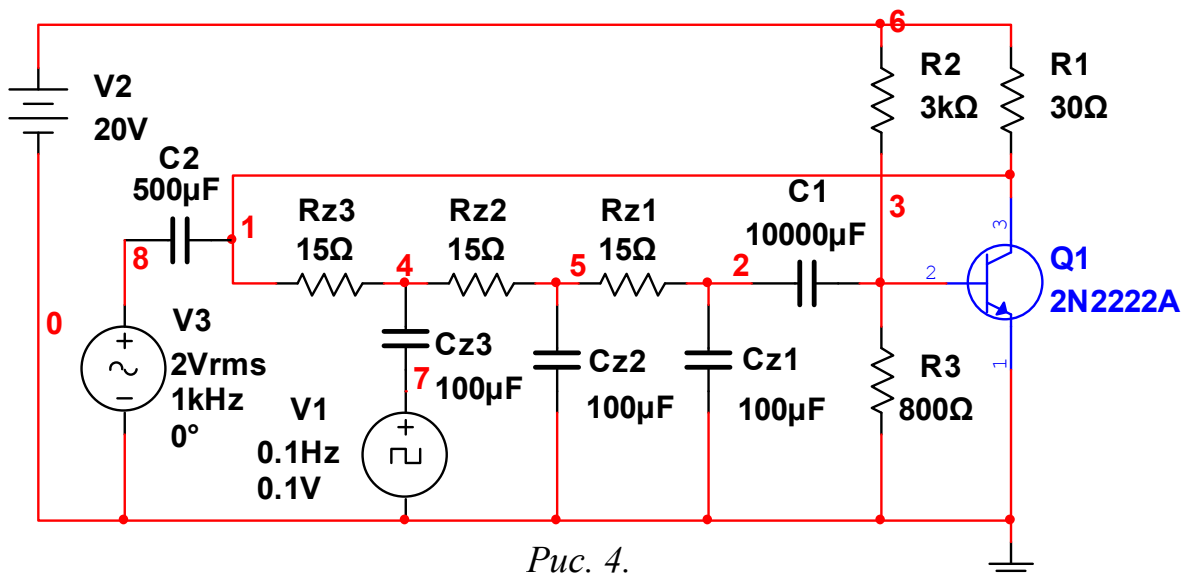 6
V2
20V
R2
3kΩ
R1
30Ω
C2
500µF
1
8
Rz3
15Ω
4
Rz2
15Ω
5
Rz1
15Ω
2
C1
10000µF
3
2
3
1
Q1
2N2222A
0
V3
2Vrms
1kHz
0°
Cz3
100µF
7
V1
0.1Hz
0.1V
Cz2
100µF
Cz1
100µF
R3
800Ω
Рис. 4.